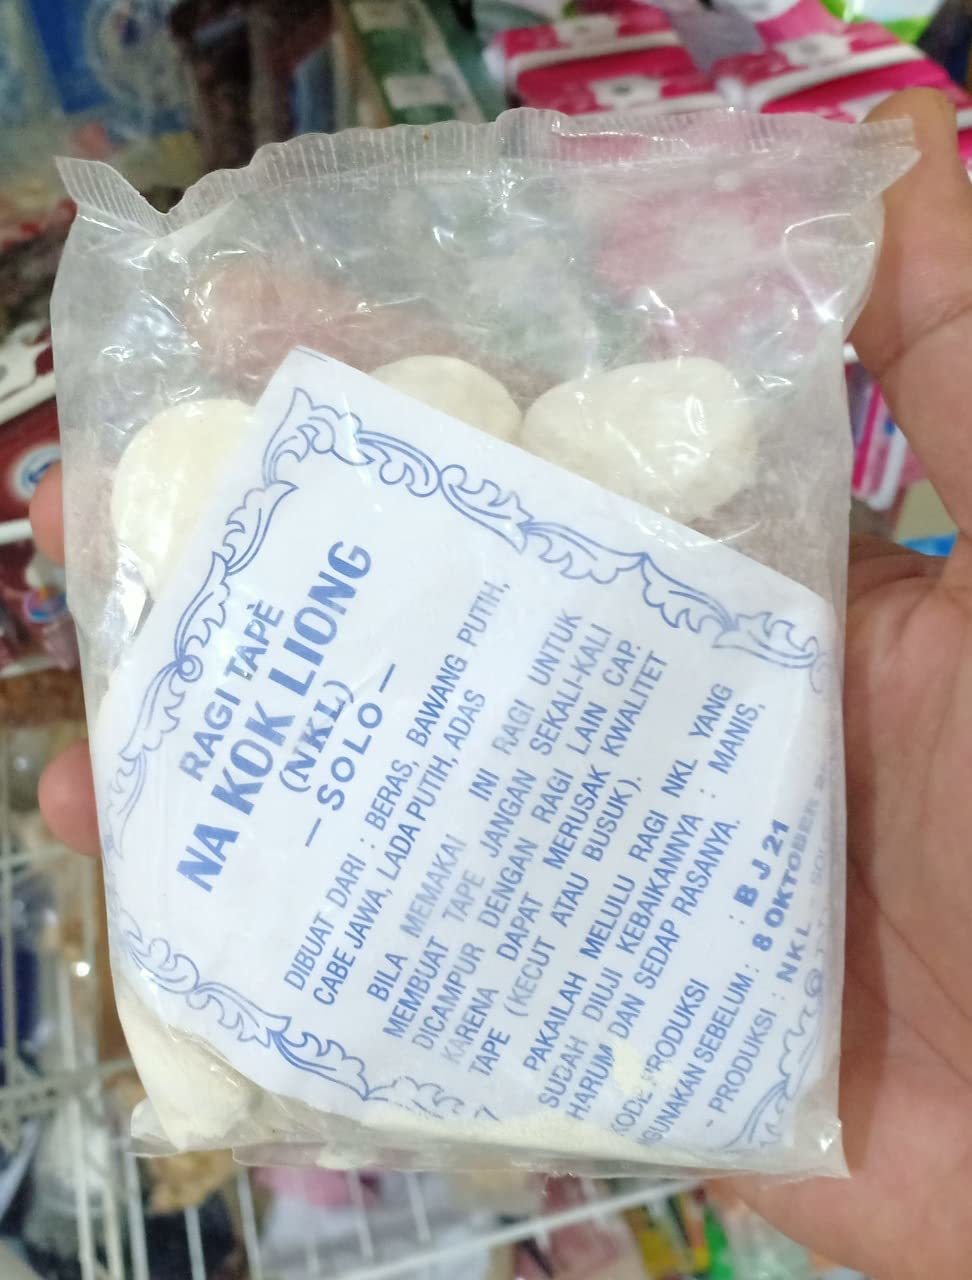 RAGI TAPÈ
NA KOK LIONG
(NKL)
— SOLO —
DIBUAT DARI : BERAS, BAWANG PUTIH,
CABE JAWA, LADA PUTIH, ADAS
BILA MEMAKAI INI RAGI UNTUK
MEMBUAT TAPE JANGAN SEKALI-KALI
DICAMPUR DENGAN RAGI LAIN CAP.
KARENA DAPAT MERUSAK KWALITET
TAPE (KECUT ATAU BUSUK).
PAKAILAH MELULU RAGI NKL YANG
SUDAH DIUJI KEBAIKANNYA : MANIS,
HARUM DAN SEDAP RASANYA.
KODE PRODUKSI : B J 21
GUNAKAN SEBELUM : 8 OKTOBER
- PRODUKSI : NKL